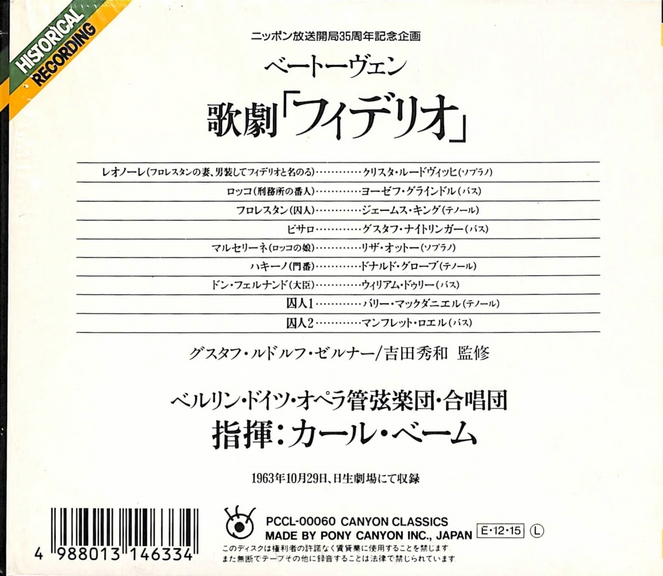 HISTORICAL
RECORDING
ニッポン放送開局35周年記念企画
ベートーヴェン
歌劇「フィデリオ」
レオノーレ(フロレスタンの妻、男装してフィデリオと名のる)…………クリスタ・ルードヴィッヒ(ソプラノ)
ロッコ(刑務所の番人)…………ヨーゼフ・グラインドル(バス)
フロレスタン(囚人)…………ジェームス・キング(テノール)
ピサロ…………グスタフ・ナイトリンガー(バス)
マルセリーネ(ロッコの娘)…………リザ・オットー(ソプラノ)
ハキーノ(門番)…………ドナルド・グローブ(テノール)
ドン・フェルナンド(大臣)…………ウィリアム・ドゥリー(バス)
囚人1…………バリー・マックダニエル(テノール)
囚人2…………マンフレット・ロエル(バス)
グスタフ・ルドルフ・ゼルナー/吉田秀和 監修
ベルリン・ドイツ・オペラ管弦楽団・合唱団
指揮:カール・ベーム
1963年10月29日、日生劇場にて収録
PCCL-00060 CANYON CLASSICS
MADE BY PONY CANYON INC., JAPAN E・12・15 L
このディスクは権利者の許諾なく賃貸業に使用することを禁じます
また無断でテープその他に録音することは法律で禁じられています
4 988013 146334